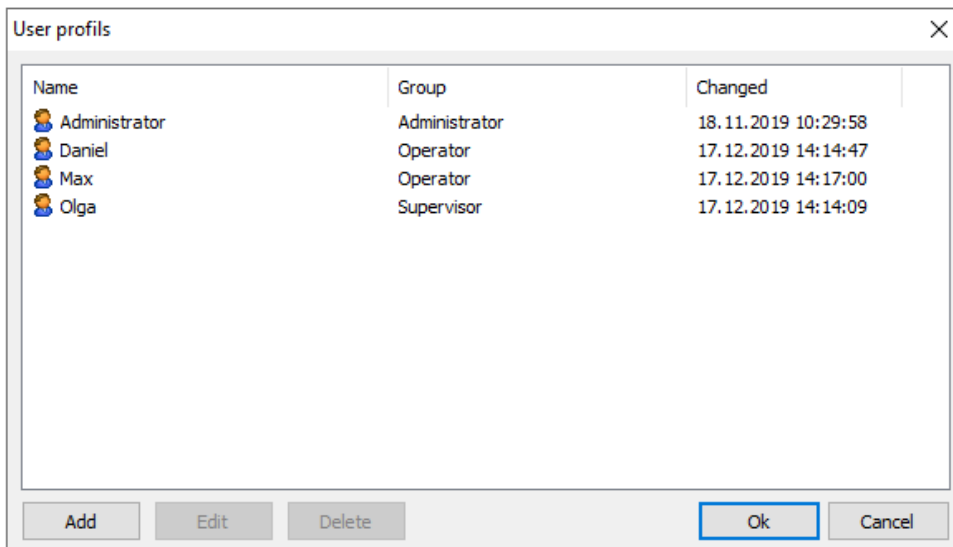 User profils
Name Group Changed
Administrator Administrator 18.11.2019 10:29:58
Daniel Operator 17.12.2019 14:14:47
Max Operator 17.12.2019 14:17:00
Olga Supervisor 17.12.2019 14:14:09
Add Edit Delete Ok Cancel